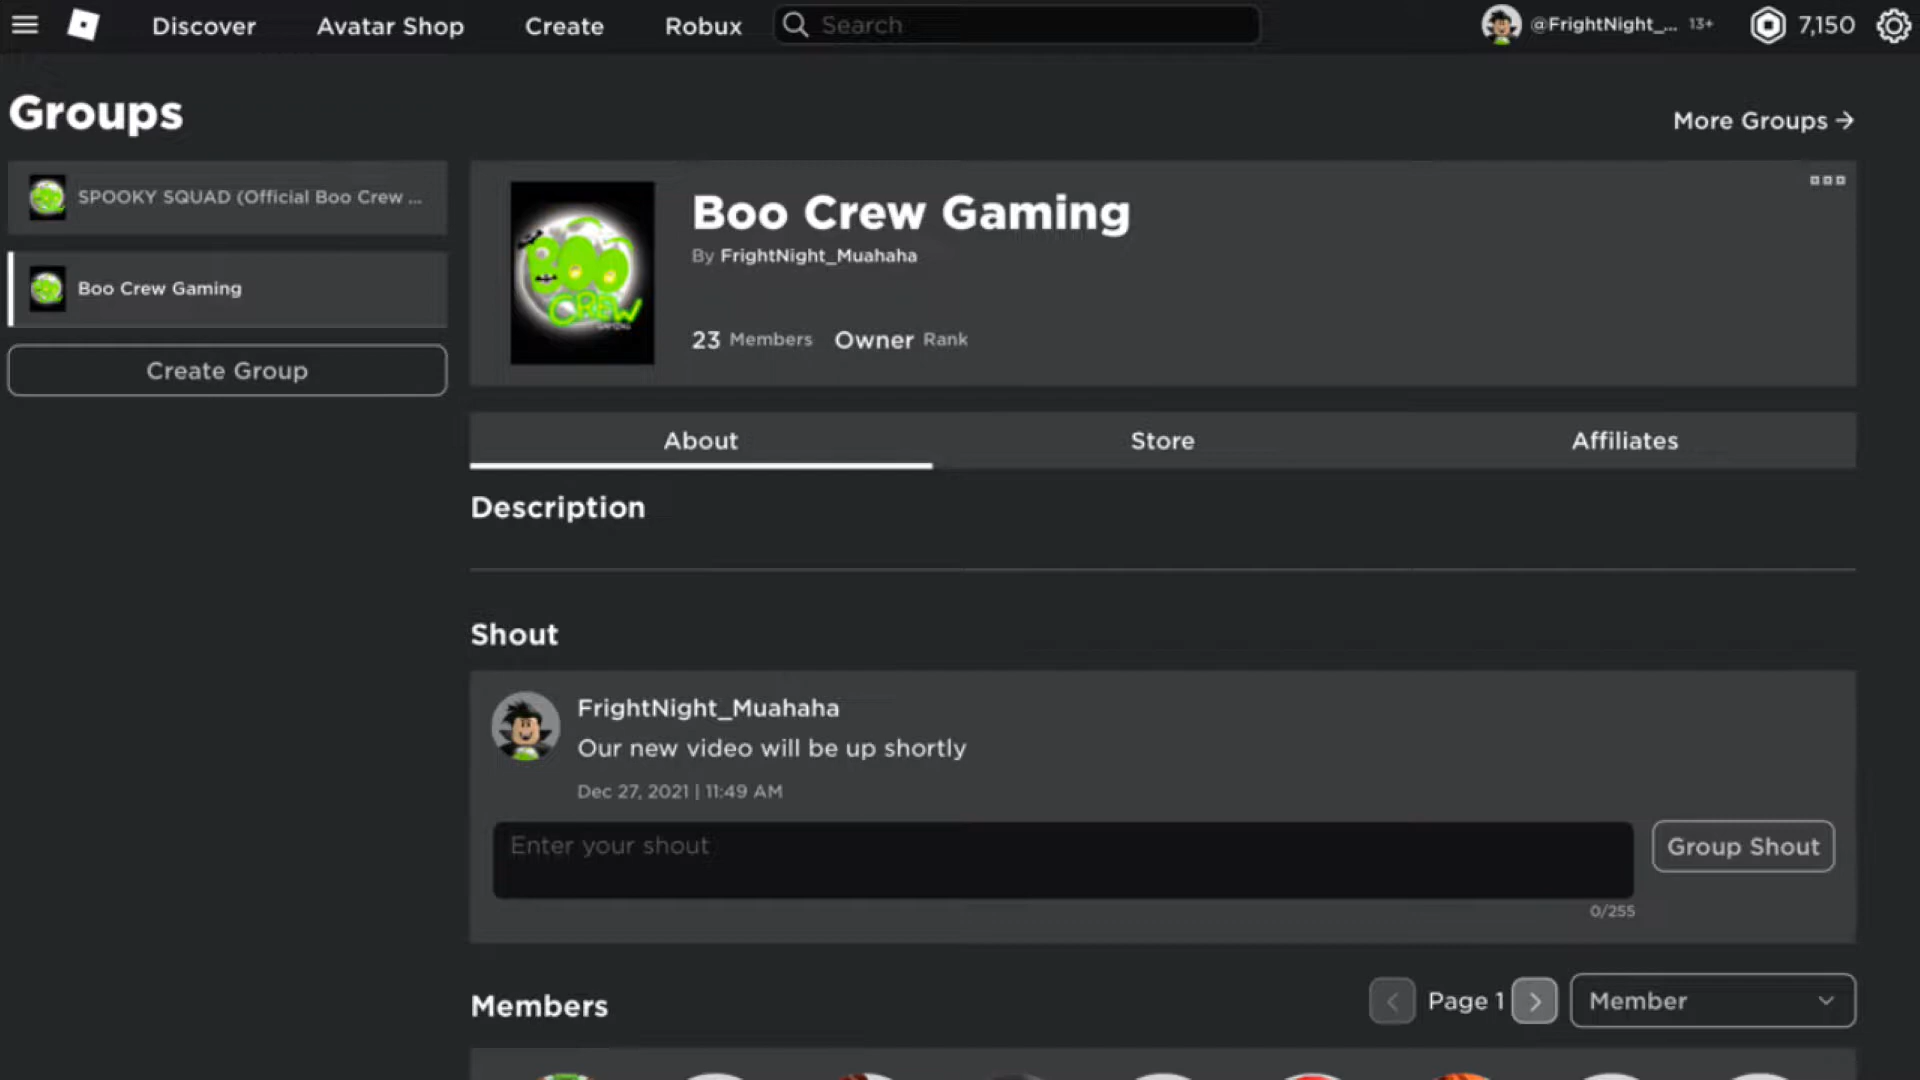 Discover
Avatar Shop
Create
Robux
Search
@FrightNight_... 13+
7,150
Groups
More Groups →
SPOOKY SQUAD (Official Boo Crew ...
Boo Crew Gaming
Create Group
BOO
CREW
Boo Crew Gaming
By FrightNight_Muahaha
23 Members Owner Rank
About
Store
Affiliates
Description
Shout
FrightNight_Muahaha
Our new video will be up shortly
Dec 27, 2021 | 11:49 AM
Enter your shout
Group Shout
0/255
Members
Page 1
Member